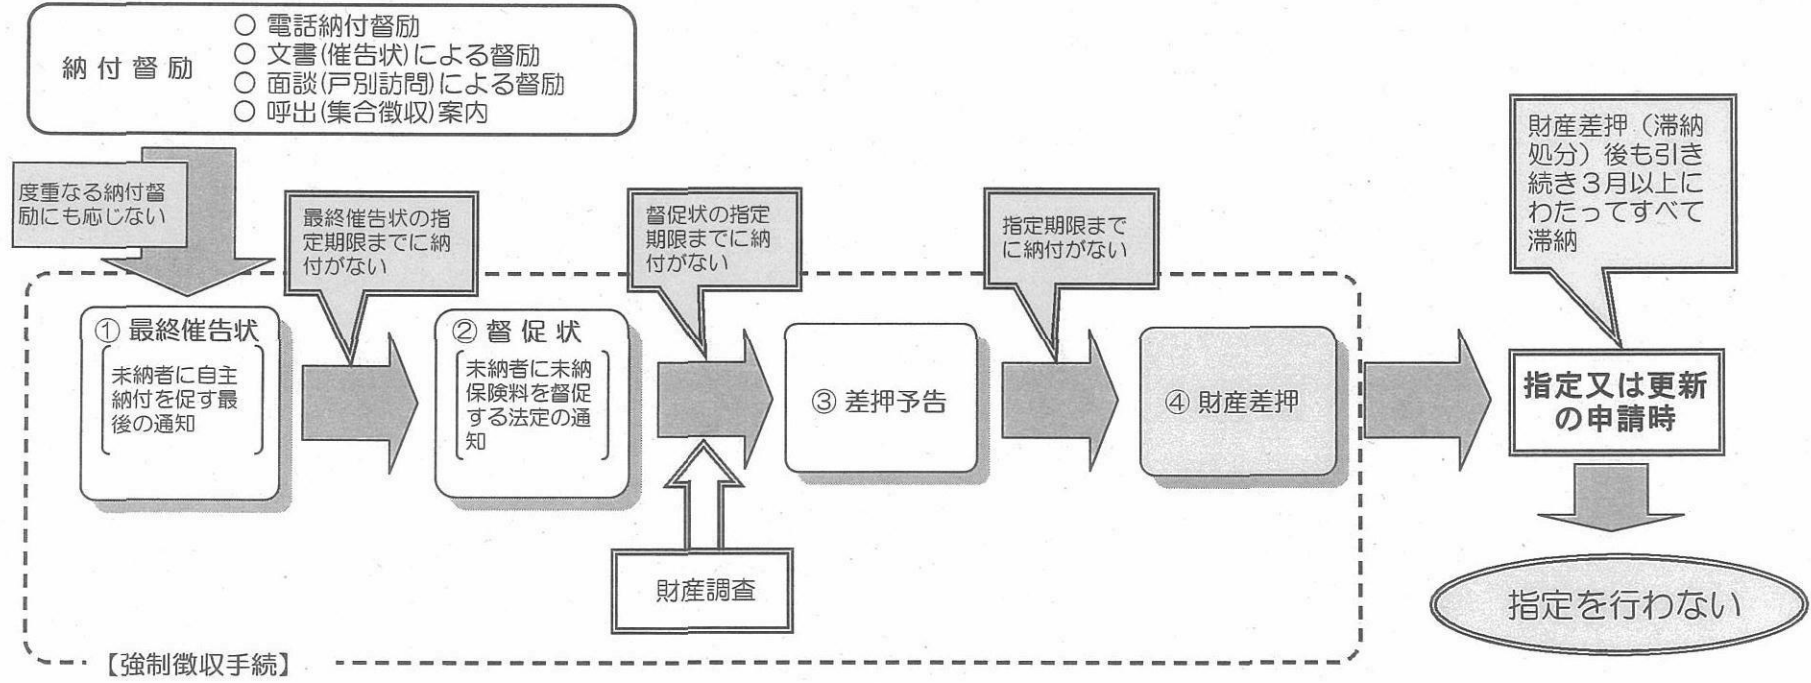 納付督励
○ 電話納付督励
○ 文書(催告状)による督励
○ 面談(戸別訪問)による督励
○ 呼出(集合徴収)案内
度重なる納付督
励にも応じない
最終催告状の指
定期限までに納
付がない
督促状の指定
期限までに納
付がない
指定期限まで
に納付がない
財産差押（滞納
処分）後も引き
続き３月以上に
わたってすべて
滞納
① 最終催告状
未納者に自主
納付を促す最
後の通知
② 督促状
未納者に未納
保険料を督促
する法定の通
知
③ 差押予告
④ 財産差押
指定又は更新
の申請時
財産調査
指定を行わない
【強制徴収手続】